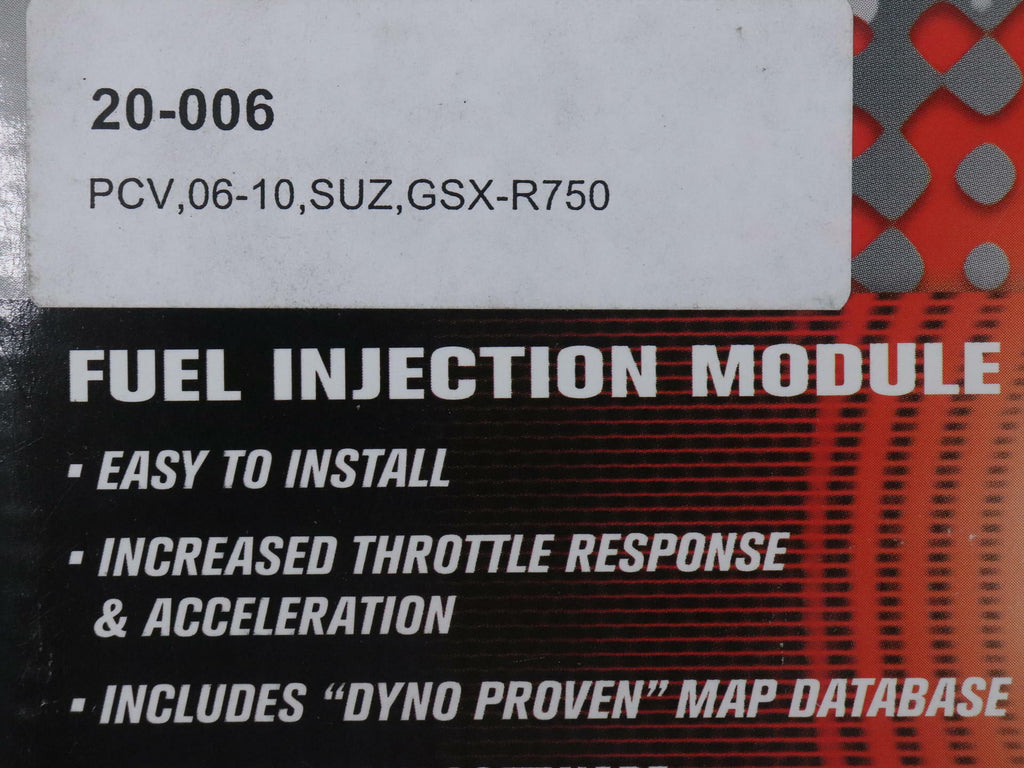 20-006
PCV,06-10,SUZ,GSX-R750
FUEL INJECTION MODULE
· EASY TO INSTALL
· INCREASED THROTTLE RESPONSE
& ACCELERATION
· INCLUDES “DYNO PROVEN” MAP DATABASE